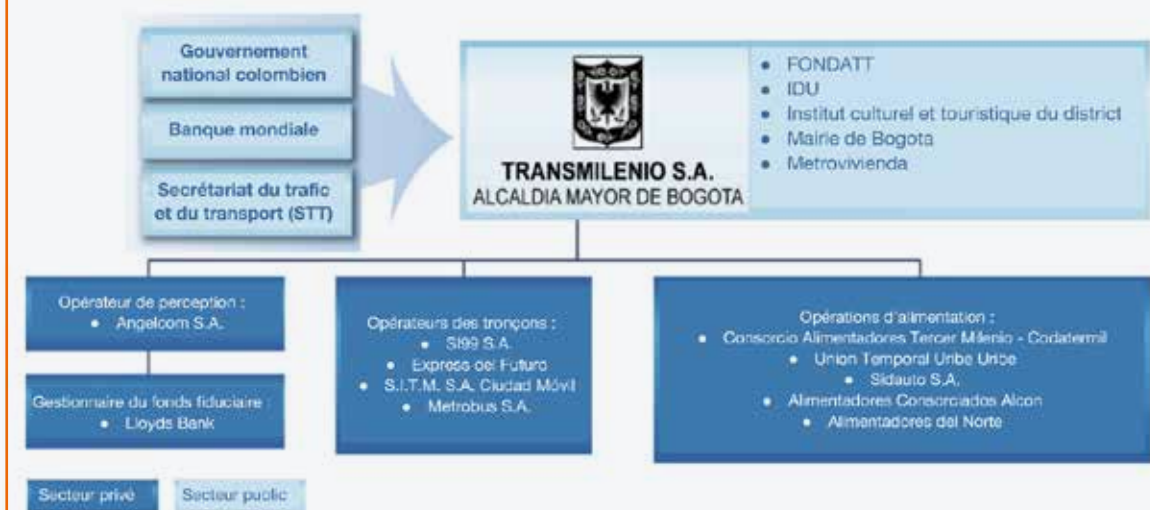 Gouvernement
national colombien
Banque mondiale
Secrétariat du trafic
et du transport (STT)
TRANSMILENIO S.A.
ALCALDIA MAYOR DE BOGOTA
• FONDATT
• IDU
• Institut culturel et touristique du district
• Mairie de Bogota
• Metrovivienda
Opérateur de perception :
• Angelcom S.A.
Gestionnaire du fonds fiduciaire :
• Lloyds Bank
Opérateurs des tronçons :
• SI99 S.A.
• Express del Futuro
• S.I.T.M. S.A. Ciudad Móvil
• Metrobus S.A.
Opérations d'alimentation :
• Consorcio Alimentadores Tercer Milenio - Codatermil
• Union Temporal Uribe Uribe
• Sidauto S.A.
• Alimentadores Consorciados Alcon
• Alimentadores del Norte
Secteur privé
Secteur public